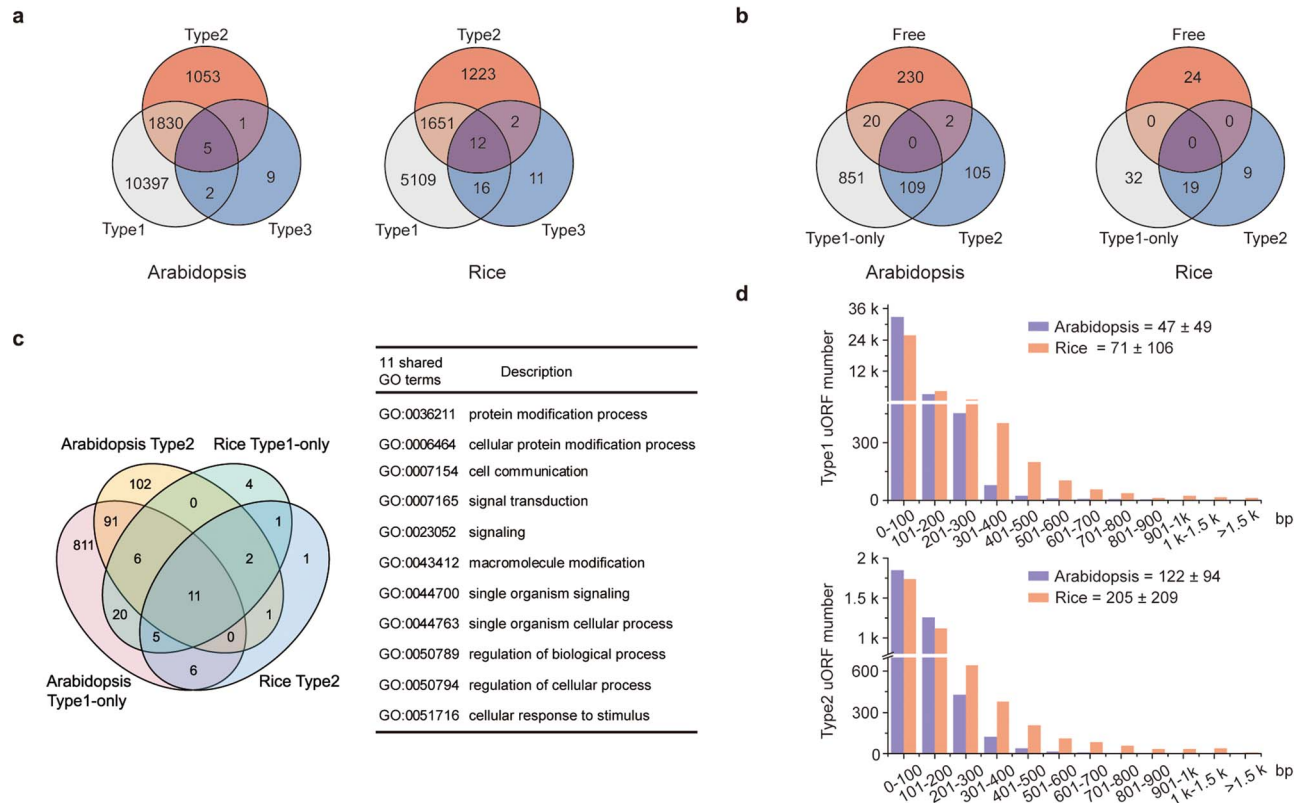 a
Type2
1053
1830
1
5
10397
2
9
Type1
Type3
Arabidopsis
Type2
1223
1651
2
12
5109
16
11
Type1
Type3
Rice
b
Free
230
20
2
0
851
109
105
Type1-only
Type2
Arabidopsis
Free
24
0
0
0
32
19
9
Type1-only
Type2
Rice
c
Arabidopsis Type2
Rice Type1-only
102
4
0
91
1
811
6
2
1
11
20
1
5
0
6
Arabidopsis
Type1-only
Rice Type2
11 shared
GO terms
Description
GO:0036211 protein modification process
GO:0006464 cellular protein modification process
GO:0007154 cell communication
GO:0007165 signal transduction
GO:0023052 signaling
GO:0043412 macromolecule modification
GO:0044700 single organism signaling
GO:0044763 single organism cellular process
GO:0050789 regulation of biological process
GO:0050794 regulation of cellular process
GO:0051716 cellular response to stimulus
d
Type1 uORF mumber
36 k
24 k
12 k
300
0
Arabidopsis = 47 ± 49
Rice = 71 ± 106
0-100
101-200
201-300
301-400
401-500
501-600
601-700
701-800
801-900
901-1k
1 k-1.5 k
>1.5 k
bp
Type2 uORF mumber
2 k
1.5 k
1 k
600
300
0
Arabidopsis = 122 ± 94
Rice = 205 ± 209
0-100
101-200
201-300
301-400
401-500
501-600
601-700
701-800
801-900
901-1k
1 k-1.5 k
>1.5 k
bp